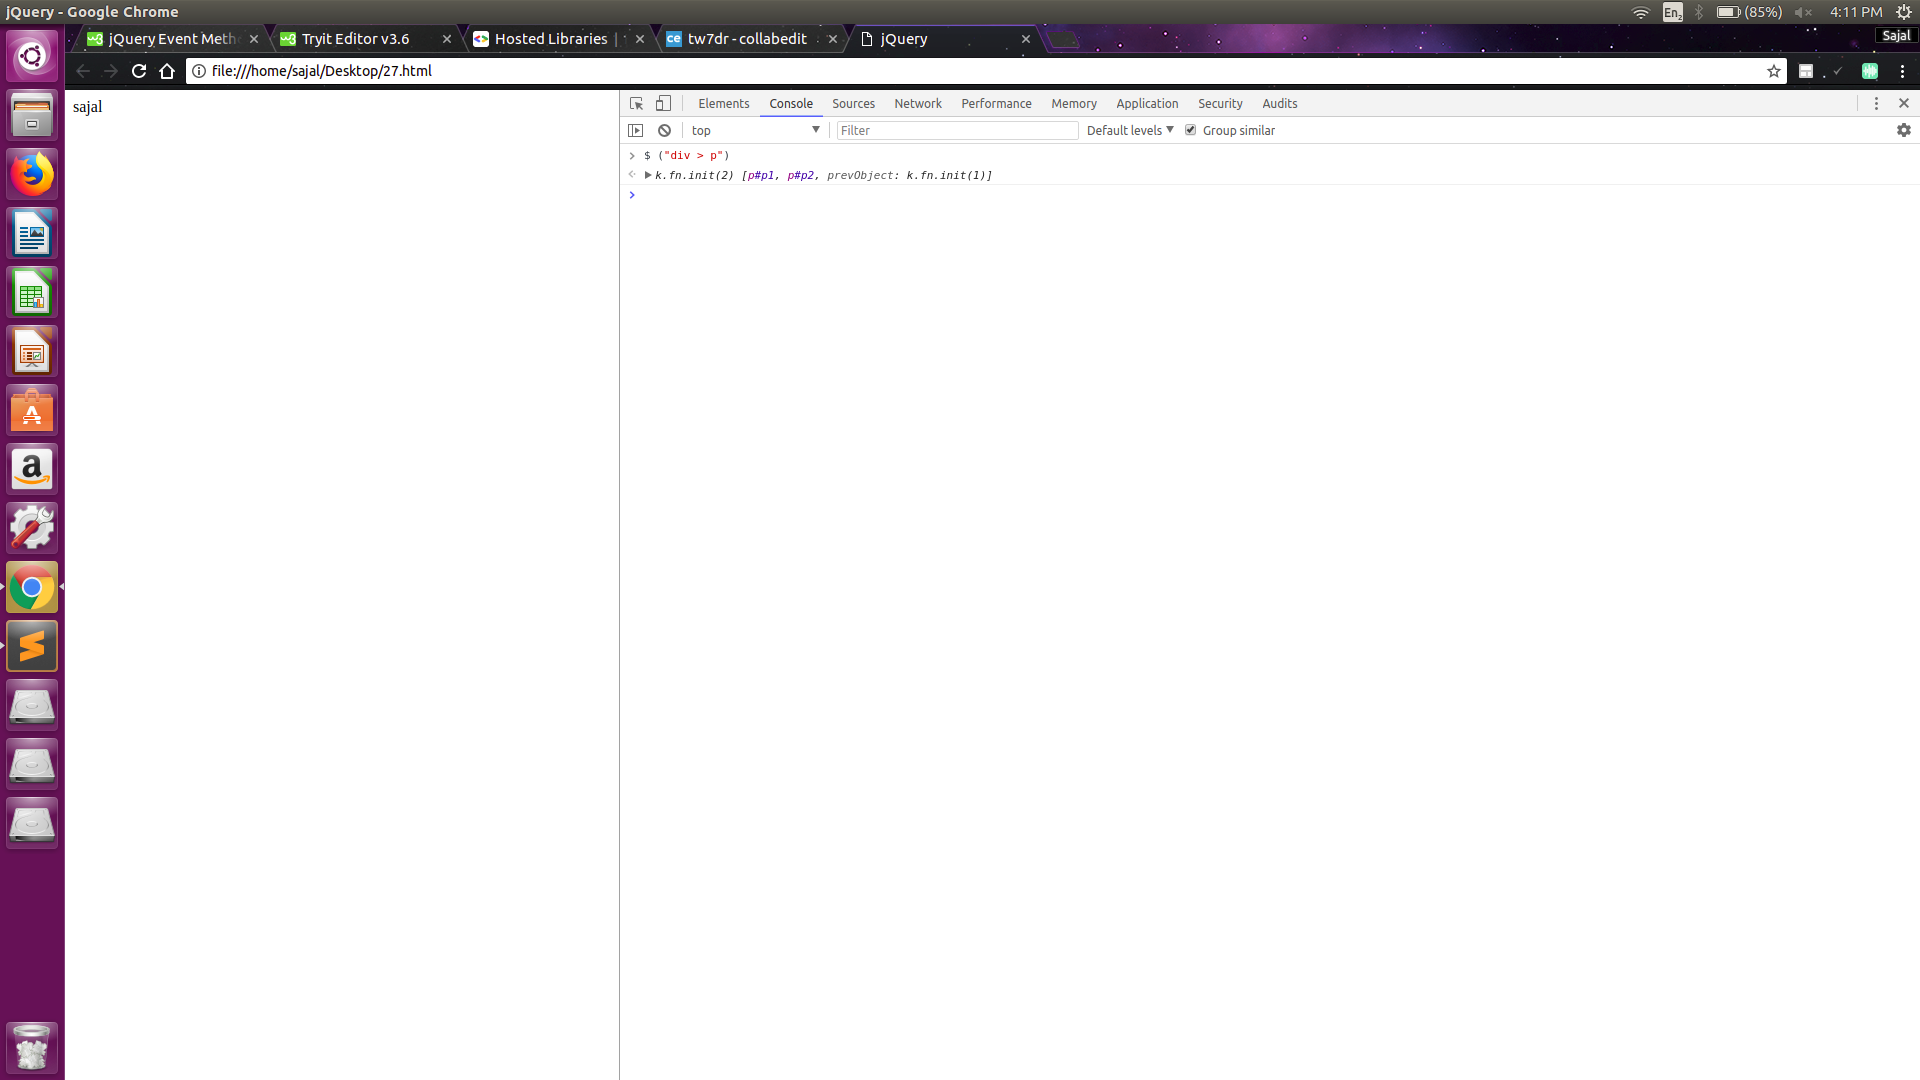 jQuery - Google Chrome
En2 (85%) 4:11 PM
jQuery Event Meth
Tryit Editor v3.6
Hosted Libraries |
ce tw7dr - collabedit
jQuery
Sajal
file:///home/sajal/Desktop/27.html
sajal
Elements Console Sources Network Performance Memory Application Security Audits
top Filter Default levels Group similar
$ ("div > p")
k.fn.init(2) [p#p1, p#p2, prevObject: k.fn.init(1)]